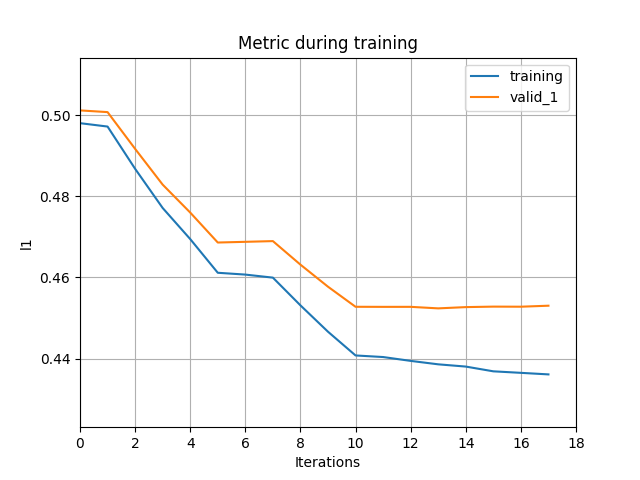 Metric during training
training
valid_1
0.50
0.48
0.46
0.44
l1
0 2 4 6 8 10 12 14 16 18
Iterations